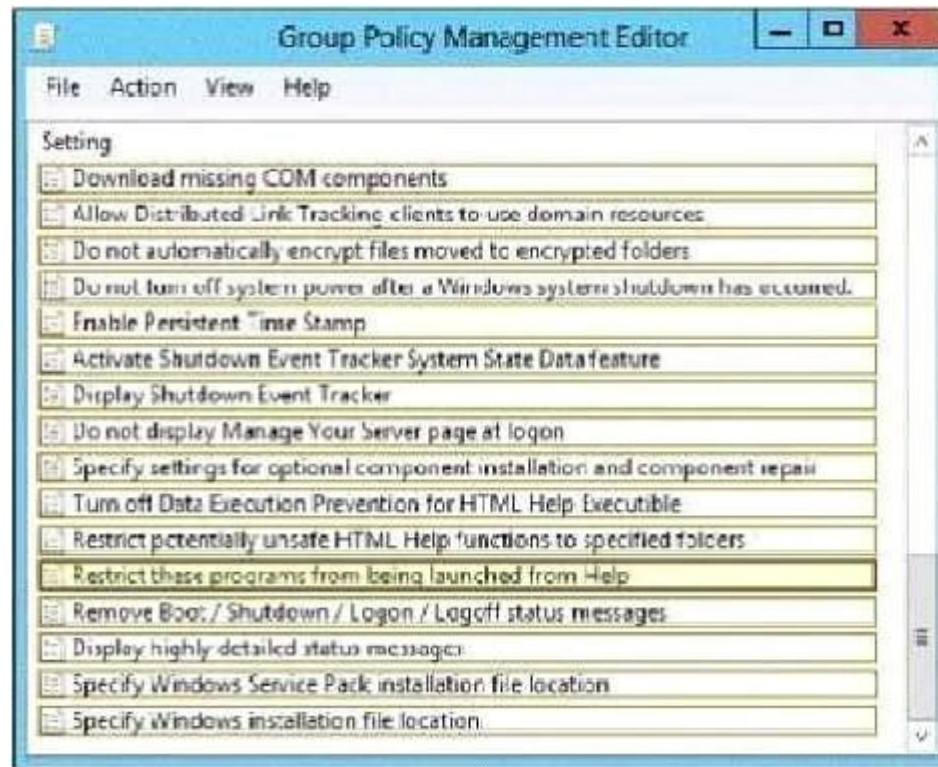 Group Policy Management Editor
File Action View Help
Setting
Download missing COM components
Allow Distributed Link Tracking clients to use domain resources
Do not automatically encrypt files moved to encrypted folders
Do not turn off system power after a Windows system shutdown has occurred.
Enable Persistent Time Stamp
Activate Shutdown Event Tracker System State Data feature
Display Shutdown Event Tracker
Do not display Manage Your Server page at logon
Specify settings for optional component installation and component repair
Turn off Data Execution Prevention for HTML Help Executible
Restrict potentially unsafe HTML Help functions to specified folders
Restrict these programs from being launched from Help
Remove Boot / Shutdown / Logon / Logoff status messages
Display highly detailed status messages
Specify Windows Service Pack installation file location
Specify Windows installation file location